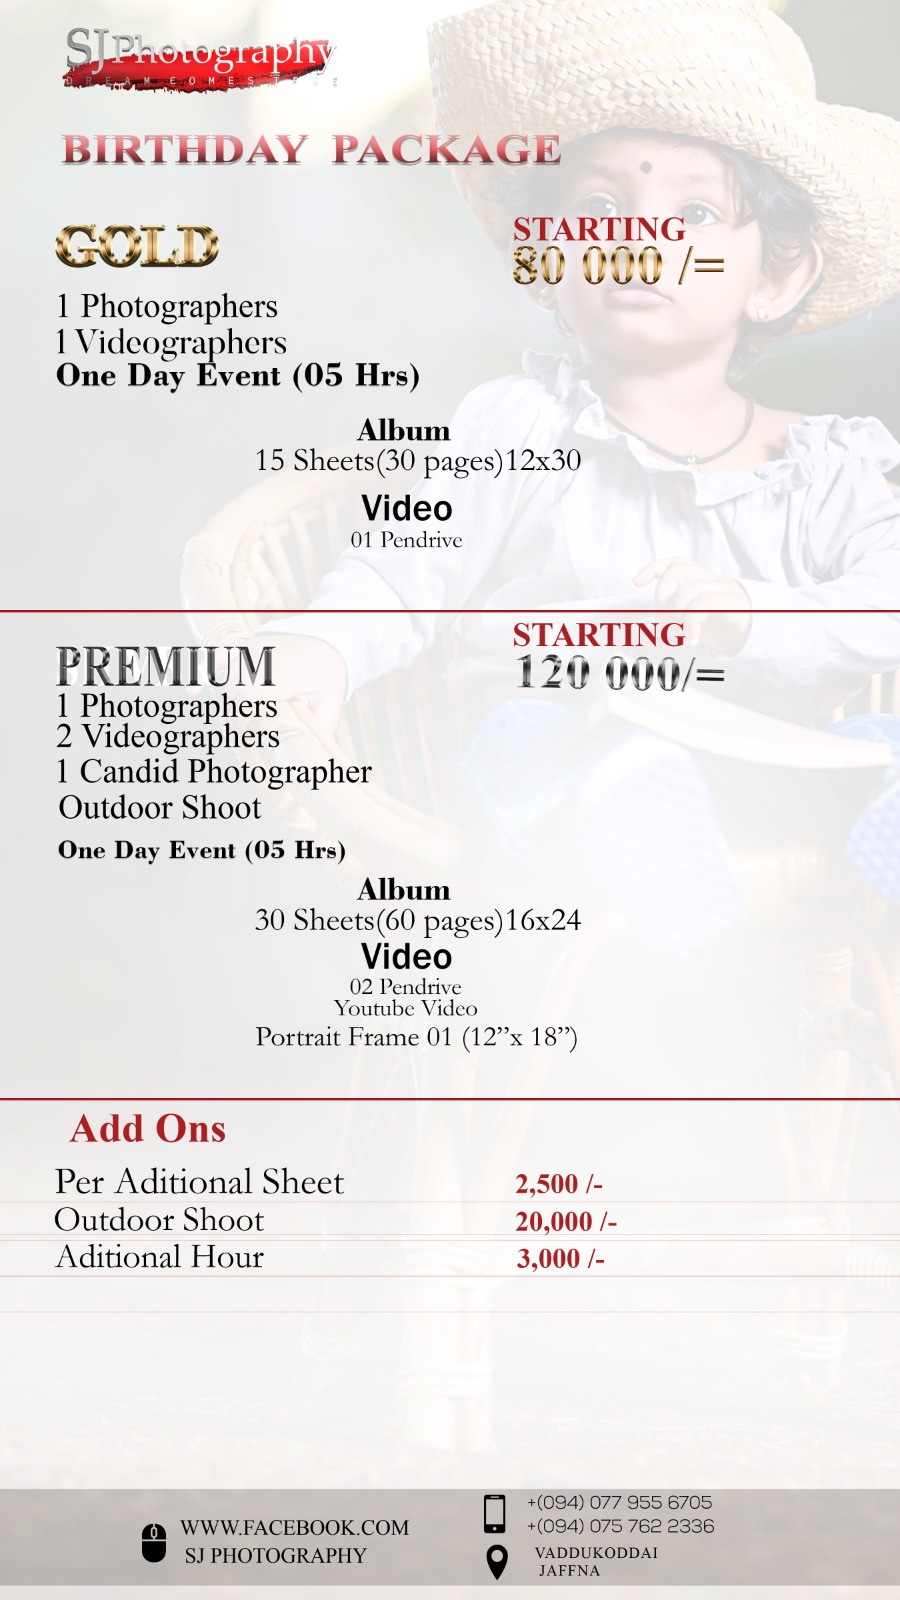 SJ Photography
DREAM COMES TRUE
BIRTHDAY PACKAGE
GOLD
STARTING
80 000 /=
1 Photographers
1 Videographers
One Day Event (05 Hrs)
Album
15 Sheets(30 pages)12x30
Video
01 Pendrive
PREMIUM
STARTING
120 000/=
1 Photographers
2 Videographers
1 Candid Photographer
Outdoor Shoot
One Day Event (05 Hrs)
Album
30 Sheets(60 pages)16x24
Video
02 Pendrive
Youtube Video
Portrait Frame 01 (12”x 18”)
Add Ons
Per Aditional Sheet 2,500 /-
Outdoor Shoot 20,000 /-
Aditional Hour 3,000 /-
WWW.FACEBOOK.COM
SJ PHOTOGRAPHY
+(094) 077 955 6705
+(094) 075 762 2336
VADDUKODDAI
JAFFNA